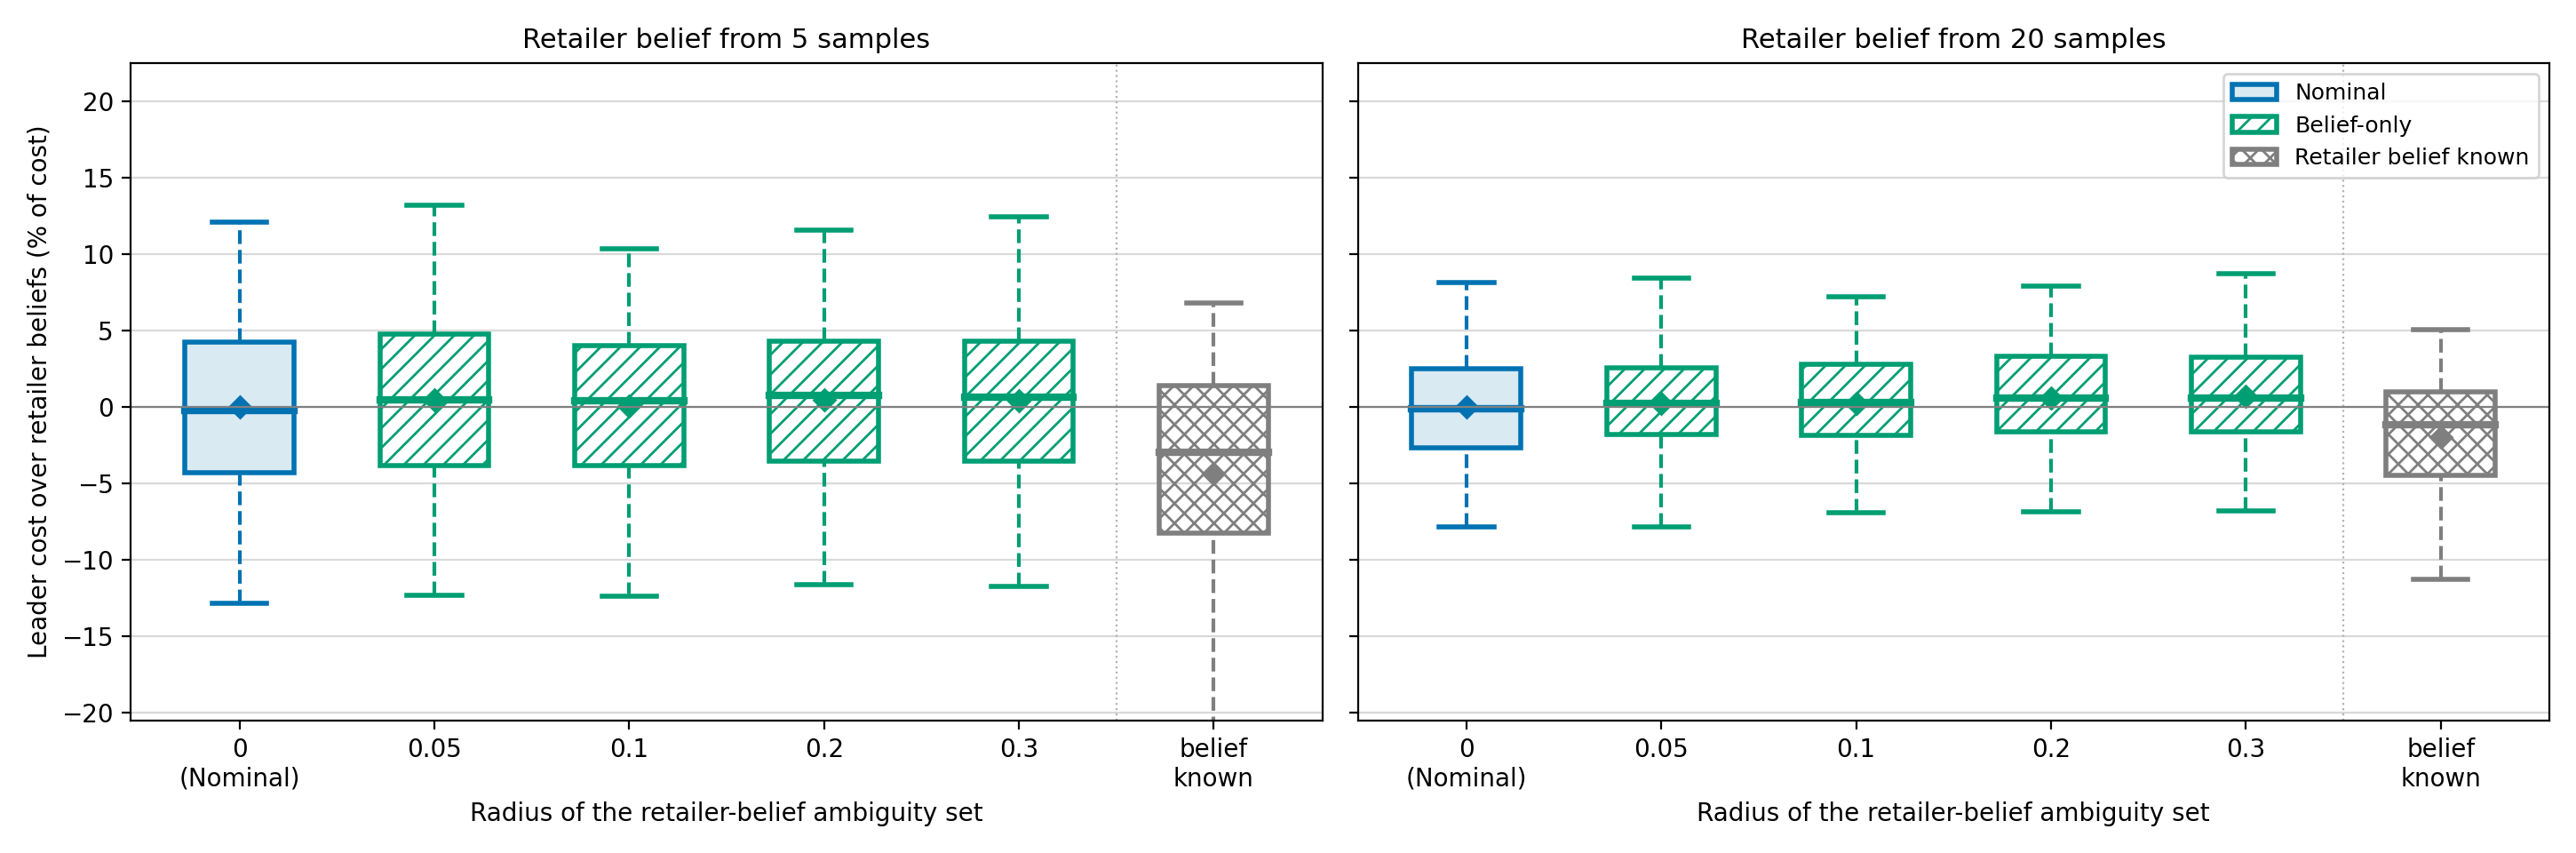 Retailer belief from 5 samples
Leader cost over retailer beliefs (% of cost)
20
15
10
5
0
−5
−10
−15
−20
0
(Nominal)
0.05
0.1
0.2
0.3
belief
known
Radius of the retailer-belief ambiguity set
Retailer belief from 20 samples
Nominal
Belief-only
Retailer belief known
0
(Nominal)
0.05
0.1
0.2
0.3
belief
known
Radius of the retailer-belief ambiguity set